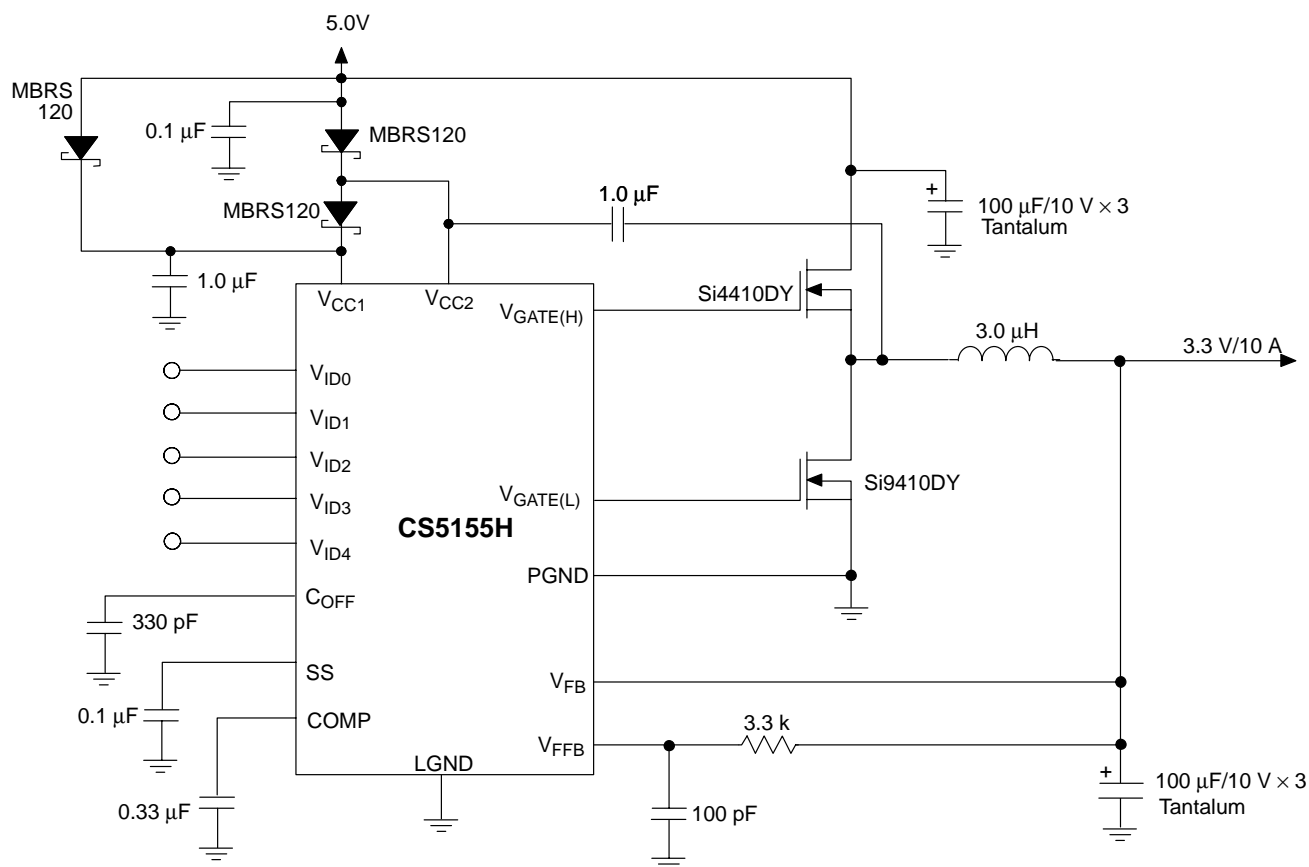 5.0V
MBRS
120
0.1 μF
MBRS120
MBRS120
1.0 μF
+
100 μF/10 V × 3
Tantalum
1.0 μF
VCC1
VCC2
VGATE(H)
Si4410DY
3.0 μH
3.3 V/10 A
VID0
VID1
VID2
VID3
VID4
VGATE(L)
Si9410DY
CS5155H
PGND
COFF
330 pF
SS
VFB
0.1 μF
COMP
3.3 k
VFFB
LGND
+
100 μF/10 V × 3
Tantalum
0.33 μF
100 pF